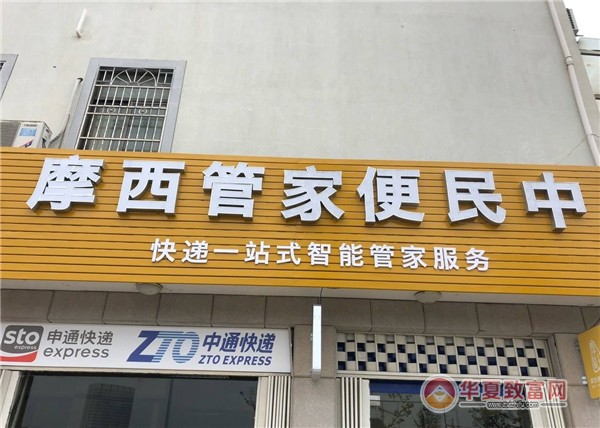 摩西管家便民中
快递一站式智能管家服务
sto express 申通快递 express
ZTO 中通快递 ZTO EXPRESS
华夏致富网